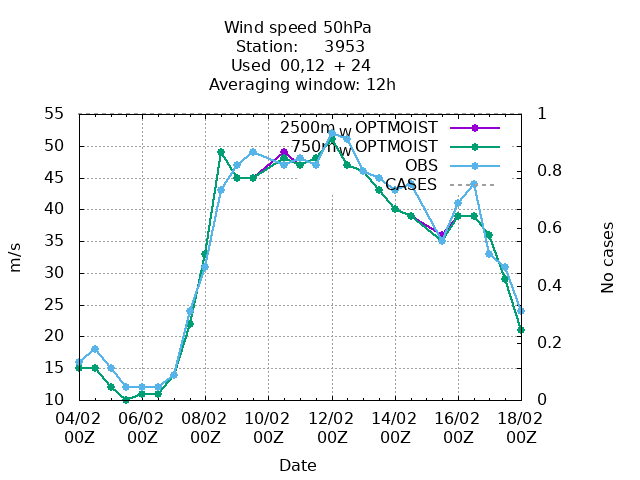 Wind speed 50hPa
Station: 3953
Used 00,12 + 24
Averaging window: 12h
2500m_w OPTMOIST
750m_w OPTMOIST
OBS
CASES
55
50
45
40
35
30
25
20
15
10
m/s
1
0.8
0.6
0.4
0.2
0
No cases
04/02 06/02 08/02 10/02 12/02 14/02 16/02 18/02
00Z 00Z 00Z 00Z 00Z 00Z 00Z 00Z
Date